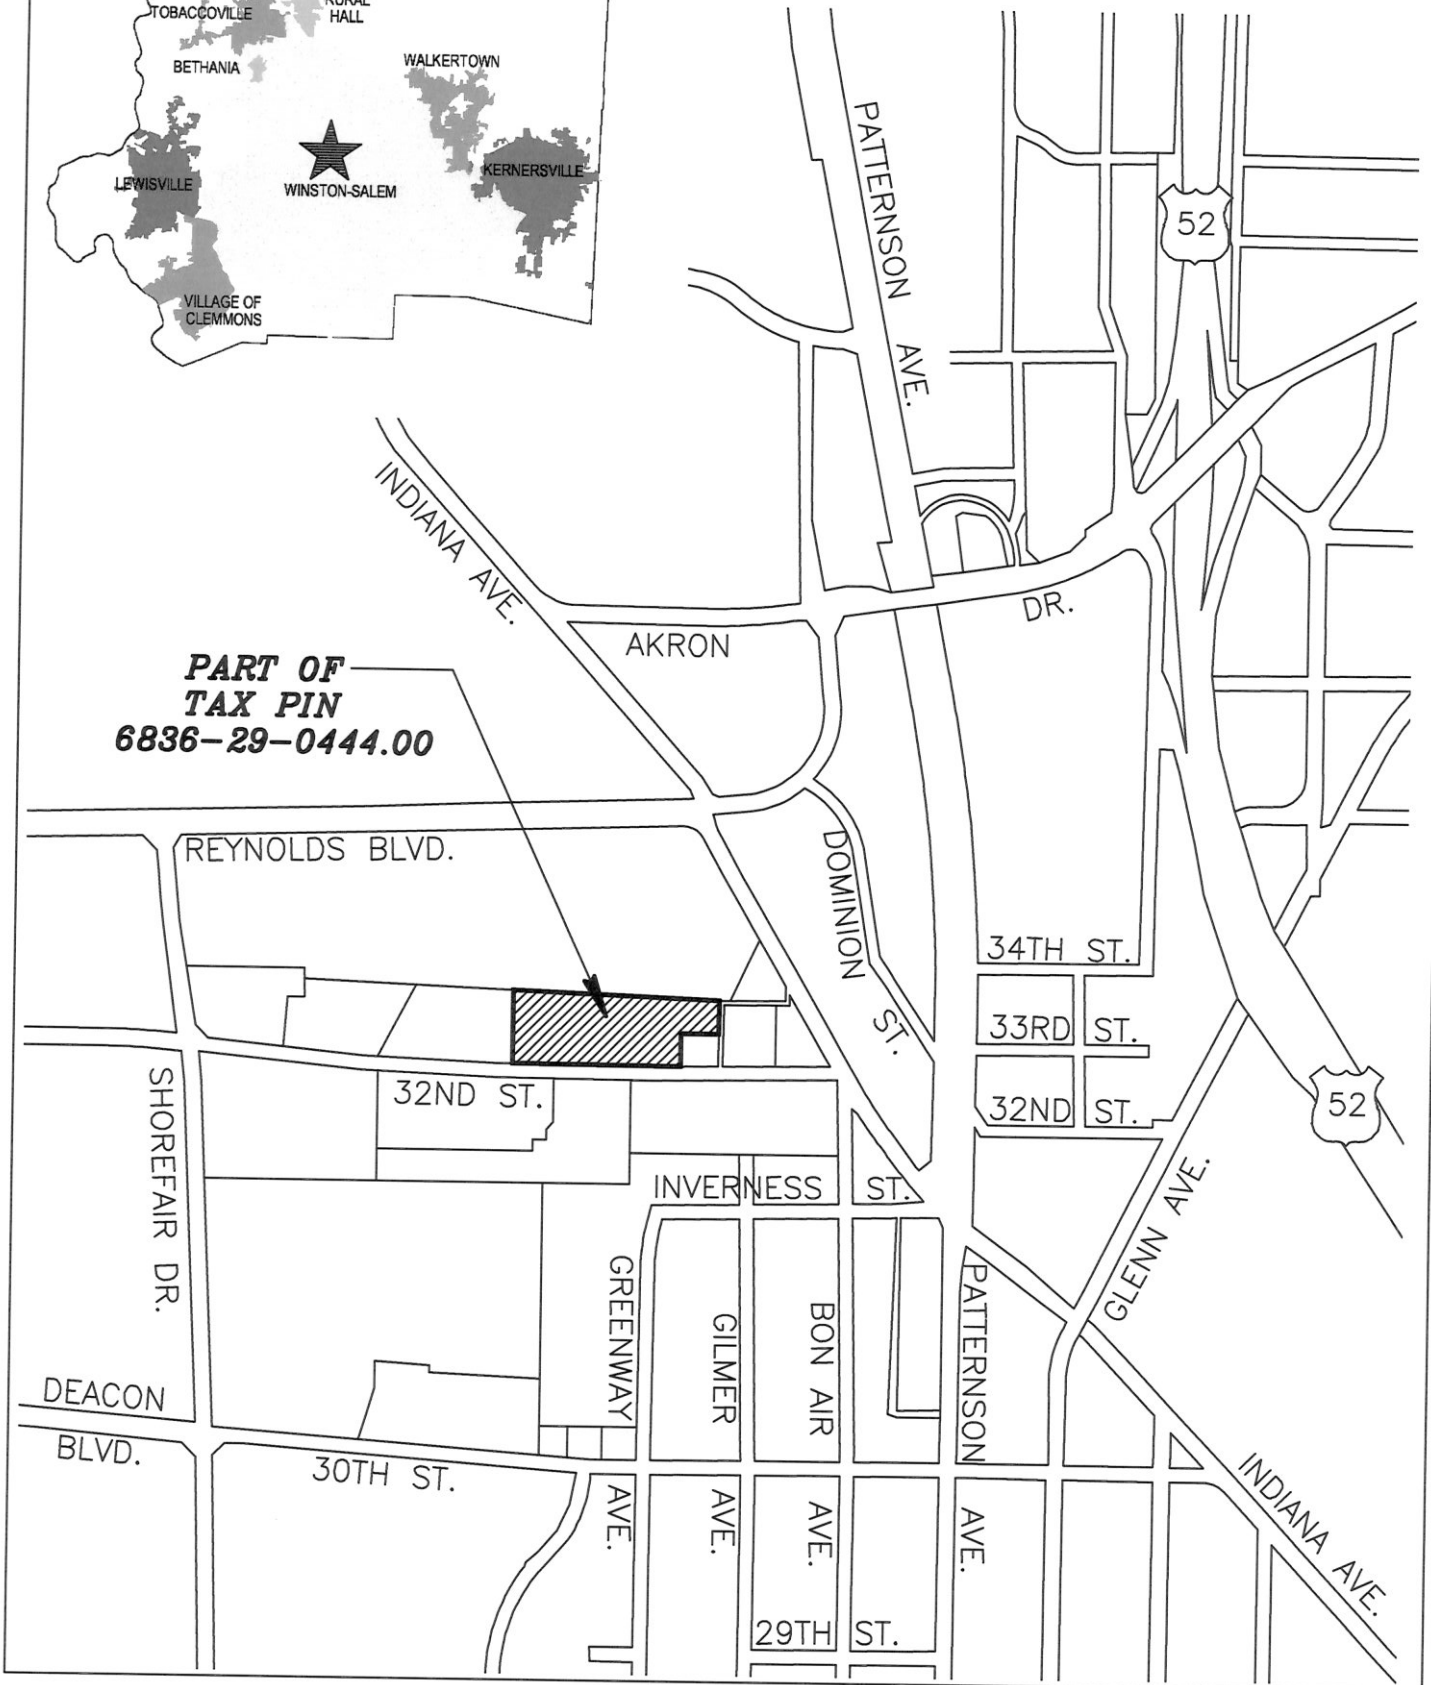 TOBACCOVILLE
RURAL
HALL
BETHANIA
WALKERTOWN
LEWISVILLE
WINSTON-SALEM
KERNERSVILLE
VILLAGE OF
CLEMMONS
PATTERNSON AVE.
52
INDIANA AVE.
AKRON DR.
PART OF
TAX PIN
6836-29-0444.00
REYNOLDS BLVD.
DOMINION ST.
34TH ST.
33RD ST.
32ND ST.
32ND ST.
52
SHOREFAIR DR.
INVERNESS ST.
GLENN AVE.
GREENWAY AVE.
GILMER AVE.
BON AIR AVE.
PATTERNSON AVE.
DEACON
BLVD.
30TH ST.
INDIANA AVE.
29TH ST.